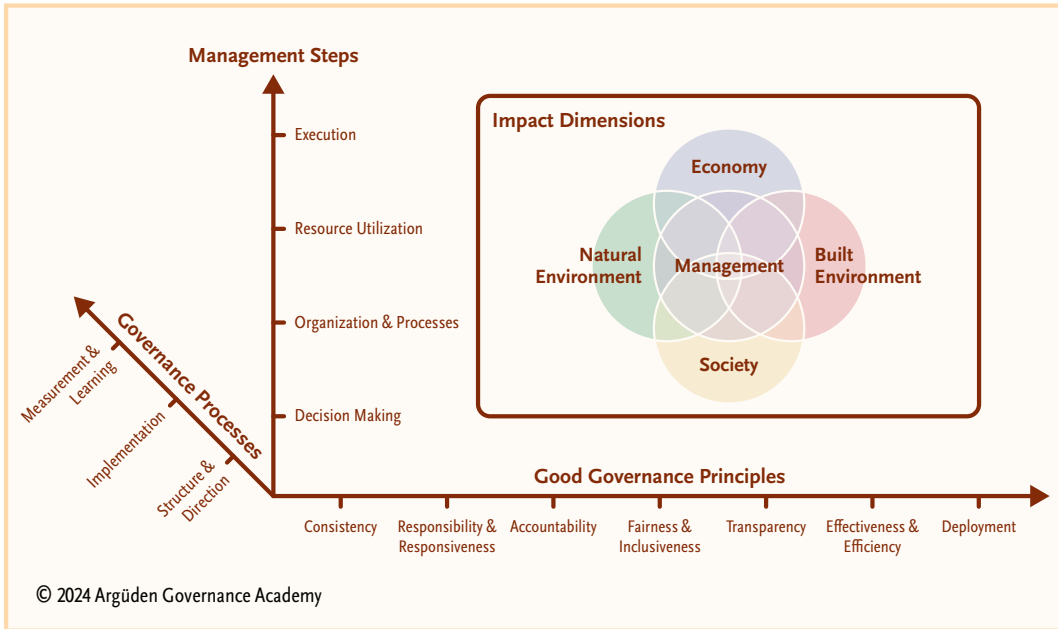 Management Steps
Execution
Resource Utilization
Organization & Processes
Decision Making
Impact Dimensions
Economy
Natural
Environment
Management
Built
Environment
Society
Governance Processes
Measurement &
Learning
Implementation
Structure &
Direction
Good Governance Principles
Consistency
Responsibility &
Responsiveness
Accountability
Fairness &
Inclusiveness
Transparency
Effectiveness &
Efficiency
Deployment
© 2024 Argüden Governance Academy